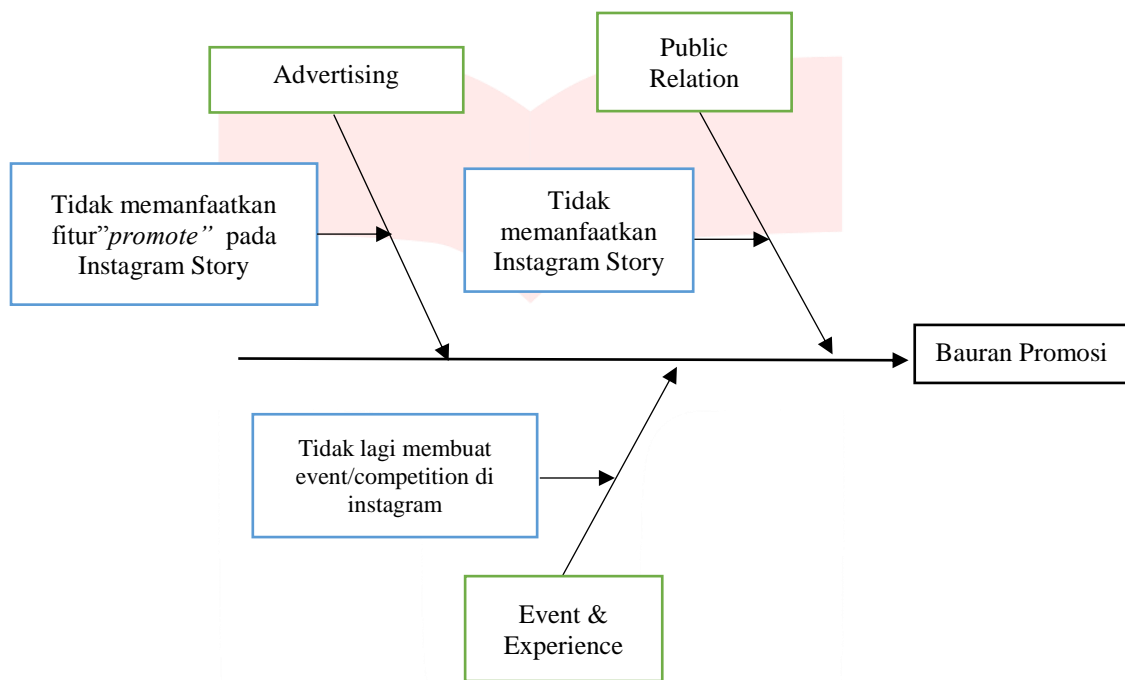 Advertising
Public
Relation
Tidak memanfaatkan
fitur”promote” pada
Instagram Story
Tidak
memanfaatkan
Instagram Story
Bauran Promosi
Tidak lagi membuat
event/competition di
instagram
Event &
Experience